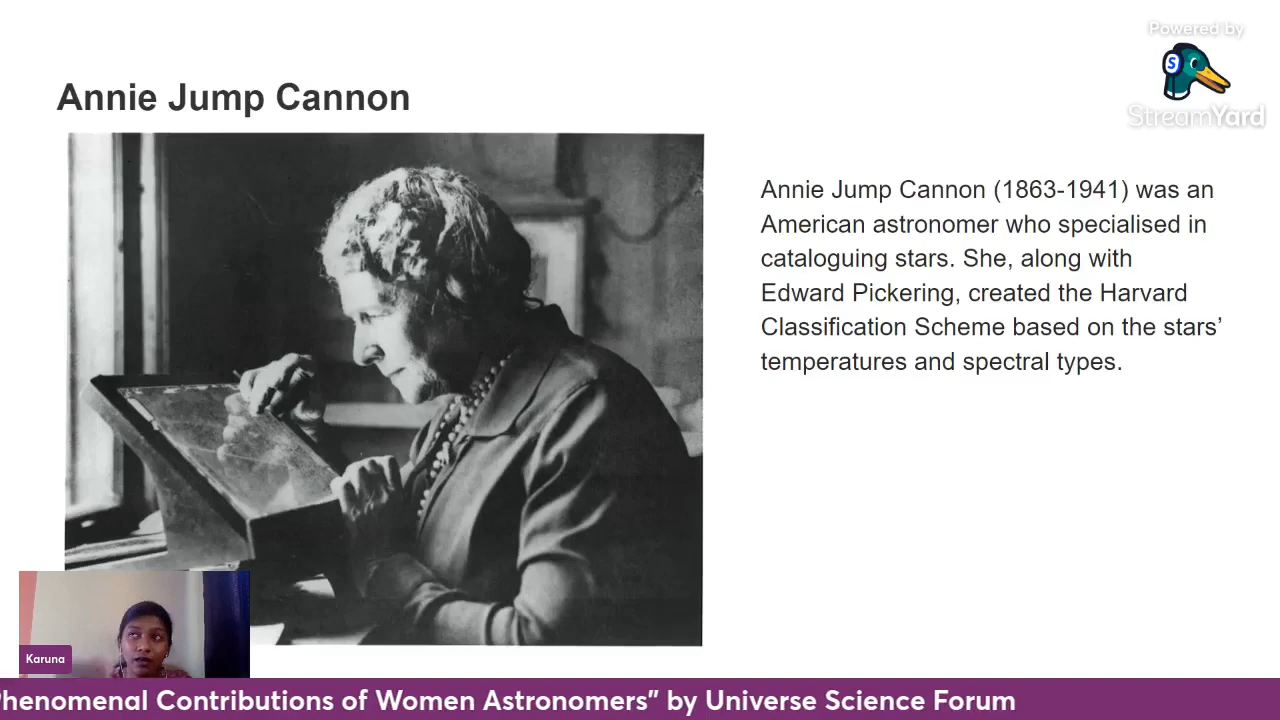 Powered by
S
StreamYard
Annie Jump Cannon
Annie Jump Cannon (1863-1941) was an
American astronomer who specialised in
cataloguing stars. She, along with
Edward Pickering, created the Harvard
Classification Scheme based on the stars’
temperatures and spectral types.
Karuna
Phenomenal Contributions of Women Astronomers” by Universe Science Forum